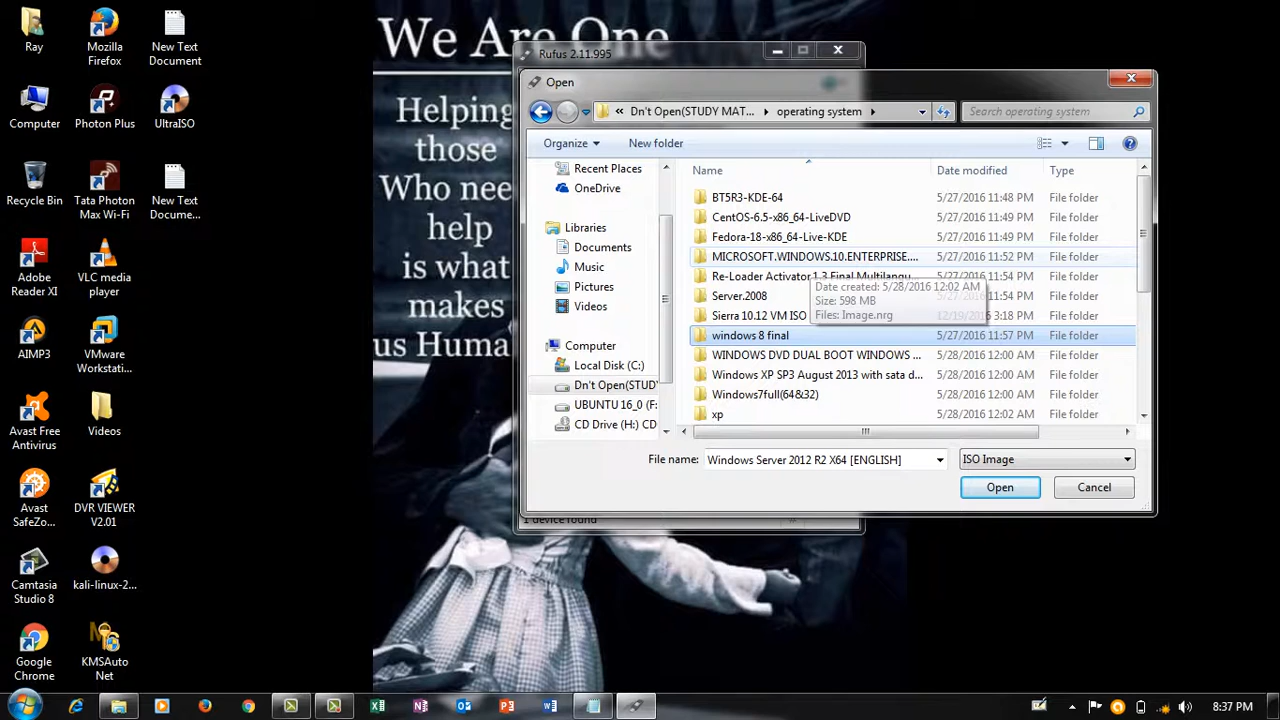 We Are One
Helping
those
Who nee
help
is what
makes
us Human
Ray
Mozilla
Firefox
New Text
Document
Computer
Photon Plus
UltraISO
Recycle Bin
Tata Photon
Max Wi-Fi
New Text
Docume...
Adobe
Reader XI
VLC media
player
AIMP3
VMware
Workstati...
Avast Free
Antivirus
Videos
Avast
SafeZo...
DVR VIEWER
V2.01
Camtasia
Studio 8
kali-linux-2...
Google
Chrome
KMSAuto
Net
Rufus 2.11.995
Open
« Dn't Open(STUDY MAT... operating system
Search operating system
Organize New folder
Recent Places
OneDrive
Libraries
Documents
Music
Pictures
Videos
Computer
Local Disk (C:)
Dn't Open(STUD
UBUNTU 16_0 (F:
CD Drive (H:) CD
Name Date modified Type
BT5R3-KDE-64 5/27/2016 11:48 PM File folder
CentOS-6.5-x86_64-LiveDVD 5/27/2016 11:49 PM File folder
Fedora-18-x86_64-Live-KDE 5/27/2016 11:49 PM File folder
MICROSOFT.WINDOWS.10.ENTERPRISE.... 5/27/2016 11:52 PM File folder
Re-Loader Activator 1.3 Final Multilangu... 5/27/2016 11:54 PM File folder
Server.2008 11:54 PM File folder
Sierra 10.12 VM ISO 3:18 PM File folder
Date created: 5/28/2016 12:02 AM
Size: 598 MB
Files: Image.nrg
windows 8 final 5/27/2016 11:57 PM File folder
WINDOWS DVD DUAL BOOT WINDOWS ... 5/28/2016 12:00 AM File folder
Windows XP SP3 August 2013 with sata d... 5/28/2016 12:00 AM File folder
Windows7full(64&32) 5/28/2016 12:00 AM File folder
xp 5/28/2016 12:02 AM File folder
File name: Windows Server 2012 R2 X64 [ENGLISH] ISO Image
Open Cancel
1 device found
8:37 PM